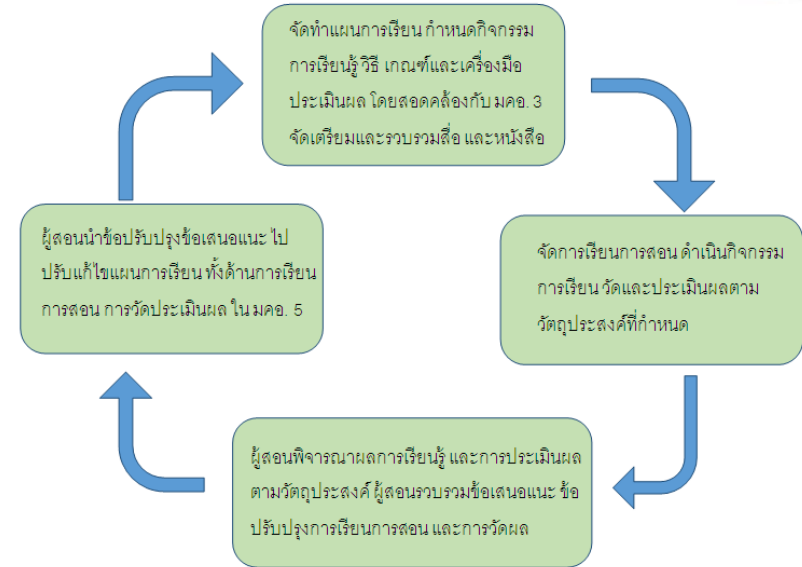 จัดทำแผนการเรียน กำหนดกิจกรรม
การเรียนรู้ วิธี เกณฑ์และเครื่องมือ
ประเมินผล โดยสอดคล้องกับ มคอ. 3
จัดเตรียมและรวบรวมสื่อ และหนังสือ
จัดการเรียนการสอน ดำเนินกิจกรรม
การเรียน วัดและประเมินผลตาม
วัตถุประสงค์ที่กำหนด
ผู้สอนพิจารณาผลการเรียนรู้ และการประเมินผล
ตามวัตถุประสงค์ ผู้สอนรวบรวมข้อเสนอแนะ ข้อ
ปรับปรุงการเรียนการสอน และการวัดผล
ผู้สอนนำข้อปรับปรุงข้อเสนอแนะ ไป
ปรับแก้ไขแผนการเรียน ทั้งด้านการเรียน
การสอน การวัดประเมินผล ใน มคอ. 5